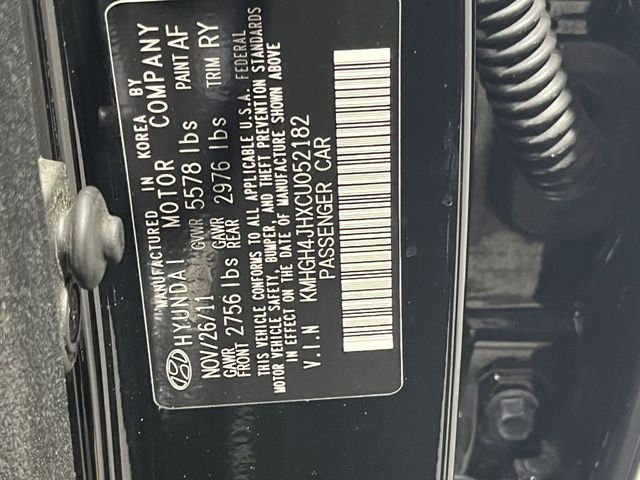 MANUFACTURED IN KOREA BY
HYUNDAI MOTOR COMPANY
NOV/26/11 GVWR 5578 lbs PAINT AF
GAWR FRONT 2756 lbs GAWR REAR 2976 lbs TRIM RY
THIS VEHICLE CONFORMS TO ALL APPLICABLE U.S.A. FEDERAL
MOTOR VEHICLE SAFETY, BUMPER, AND THEFT PREVENTION STANDARDS
IN EFFECT ON THE DATE OF MANUFACTURE SHOWN ABOVE
V.I.N KMHGH4JHXCU052182
PASSENGER CAR